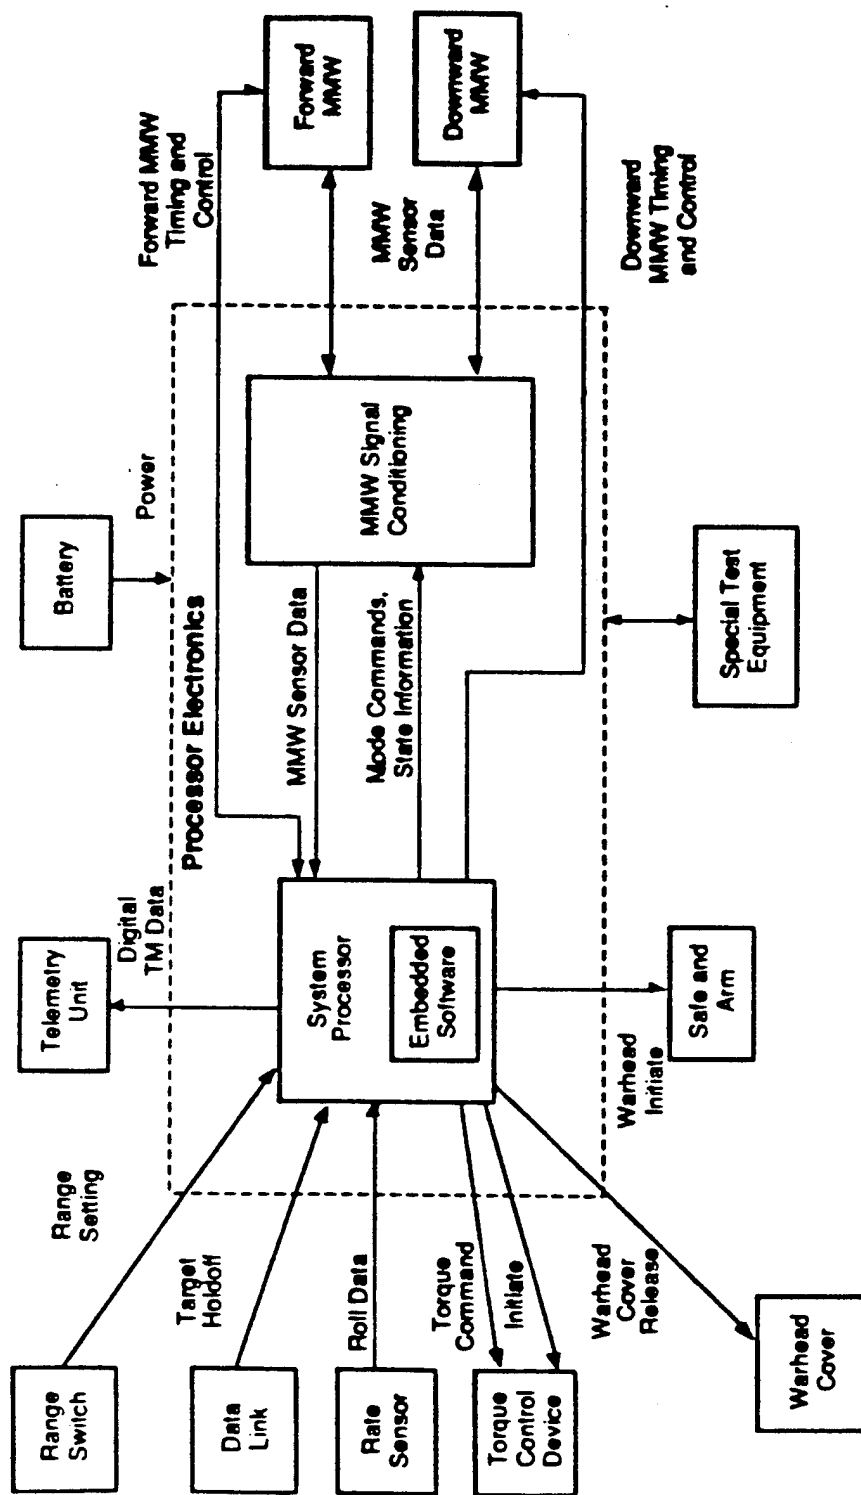 Range
Switch
Data
Link
Rate
Sensor
Torque
Control
Device
Warhead
Cover
Range
Setting
Target
Holdoff
Roll Data
Torque
Command
Initiate
Warhead
Cover
Release
Telemetry
Unit
Digital
TM Data
System
Processor
Embedded
Software
Warhead
Initiate
Safe and
Arm
Battery
Power
Processor Electronics
MMW Sensor Data
Mode Commands,
State Information
MMW Signal
Conditioning
Special Test
Equipment
Forward MMW
Timing and
Control
MMW
Sensor
Data
Downward
MMW Timing
and Control
Forward
MMW
Downward
MMW